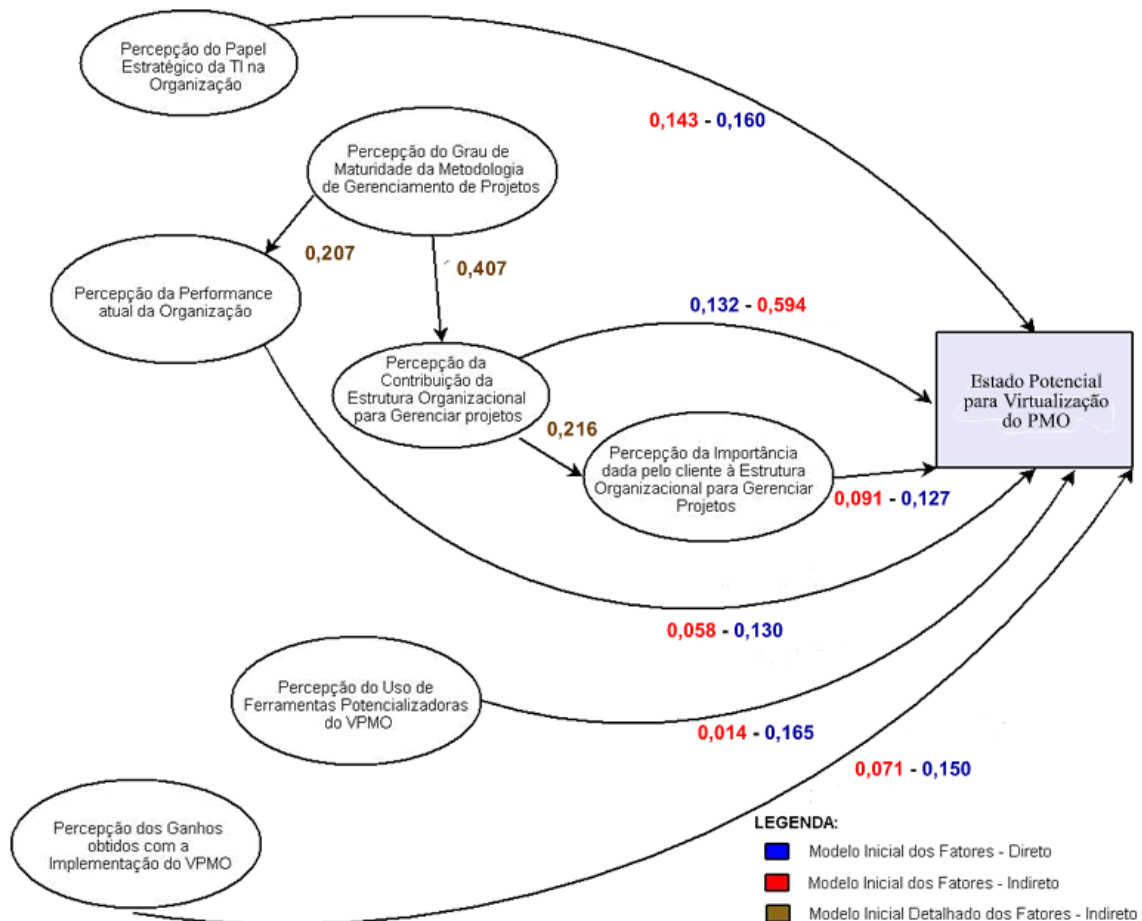 Percepção do Papel
Estratégico da TI na
Organização
0,143 - 0,160
Percepção do Grau de
Maturidade da Metodologia
de Gerenciamento de Projetos
0,207
0,407
Percepção da Performance
atual da Organização
0,132 - 0,594
Percepção da
Contribuição da
Estrutura Organizacional
para Gerenciar projetos
Estado Potencial
para Virtualização
do PMO
0,216
Percepção da Importância
dada pelo cliente à Estrutura
Organizacional para Gerenciar
Projetos
0,091 - 0,127
0,058 - 0,130
Percepção do Uso de
Ferramentas Potencializadoras
do VPMO
0,014 - 0,165
0,071 - 0,150
Percepção dos Ganhos
obtidos com a
Implementação do VPMO
LEGENDA:
Modelo Inicial dos Fatores - Direto
Modelo Inicial dos Fatores - Indireto
Modelo Inicial Detalhado dos Fatores - Indireto